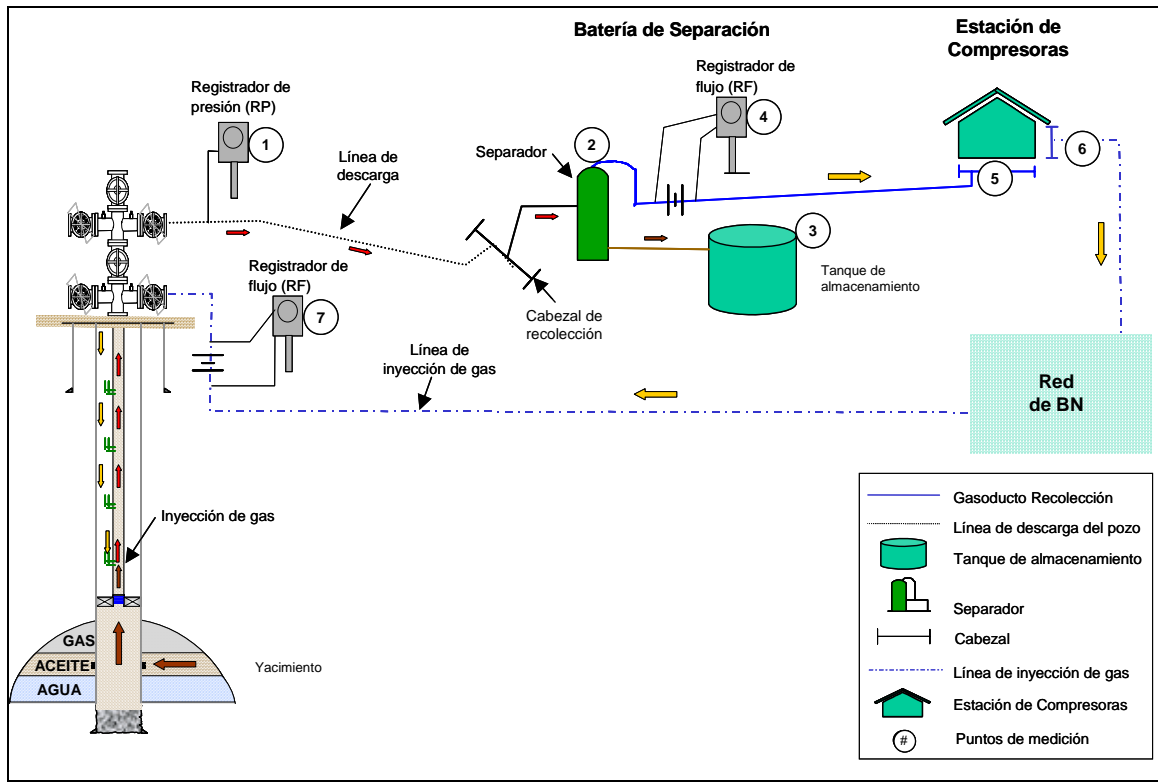 Batería de Separación
Estación de
Compresoras
Registrador de
flujo (RF)
4
Registrador de
presión (RP)
1
Línea de
descarga
Separador
2
6
5
3
Tanque de
almacenamiento
Registrador de
flujo (RF)
7
Cabezal de
recolección
Línea de
inyección de gas
Red
de BN
Inyección de gas
GAS
ACEITE
AGUA
Yacimiento
Gasoducto Recolección
Línea de descarga del pozo
Tanque de almacenamiento
Separador
Cabezal
Línea de inyección de gas
Estación de Compresoras
# Puntos de medición